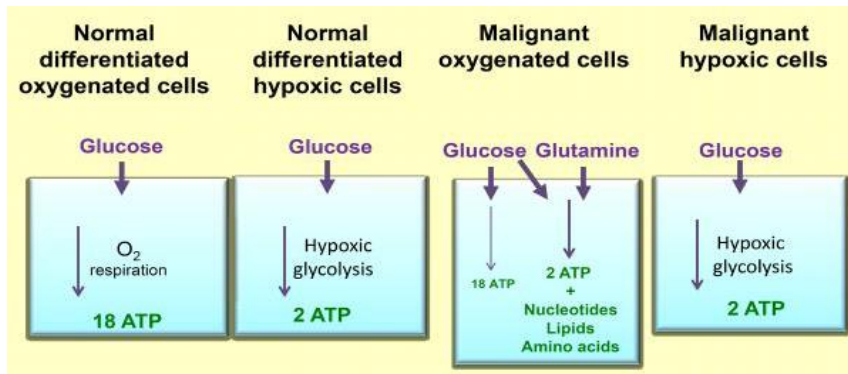 Normal
differentiated
oxygenated cells
Normal
differentiated
hypoxic cells
Malignant
oxygenated cells
Malignant
hypoxic cells
Glucose
Glucose
Glucose Glutamine
Glucose
O2
respiration
18 ATP
Hypoxic
glycolysis
2 ATP
18 ATP
2 ATP
+
Nucleotides
Lipids
Amino acids
Hypoxic
glycolysis
2 ATP